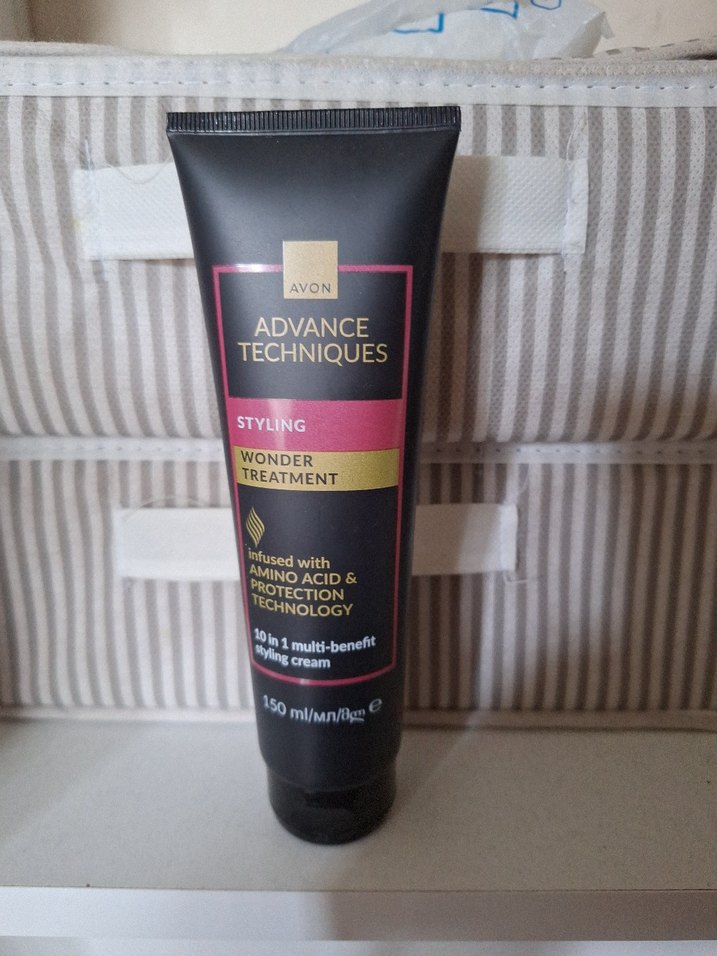 AVON
ADVANCE
TECHNIQUES
STYLING
WONDER
TREATMENT
infused with
AMINO ACID &
PROTECTION
TECHNOLOGY
10 in 1 multi-benefit
styling cream
150 ml/мл/მლ ℮